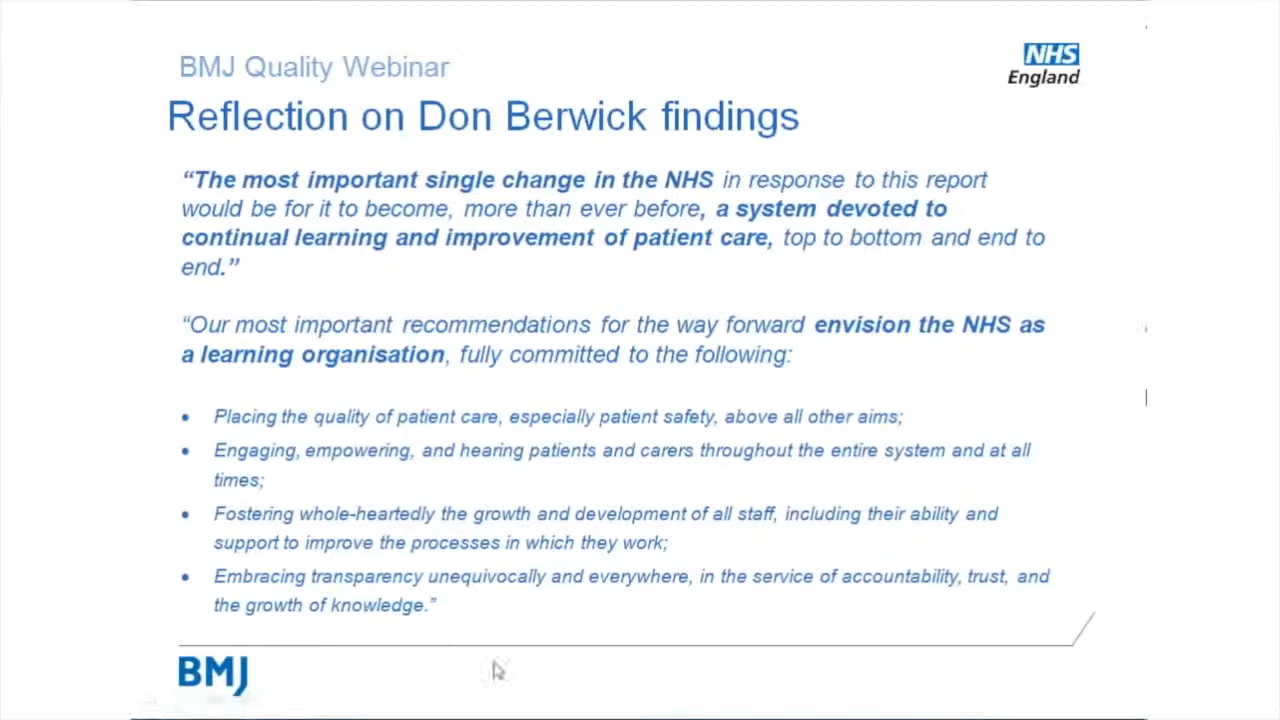 BMJ Quality Webinar
NHS
England
Reflection on Don Berwick findings
“The most important single change in the NHS in response to this report
would be for it to become, more than ever before, a system devoted to
continual learning and improvement of patient care, top to bottom and end to
end.”
“Our most important recommendations for the way forward envision the NHS as
a learning organisation, fully committed to the following:
• Placing the quality of patient care, especially patient safety, above all other aims;
• Engaging, empowering, and hearing patients and carers throughout the entire system and at all
times;
• Fostering whole-heartedly the growth and development of all staff, including their ability and
support to improve the processes in which they work;
• Embracing transparency unequivocally and everywhere, in the service of accountability, trust, and
the growth of knowledge.”
BMJ